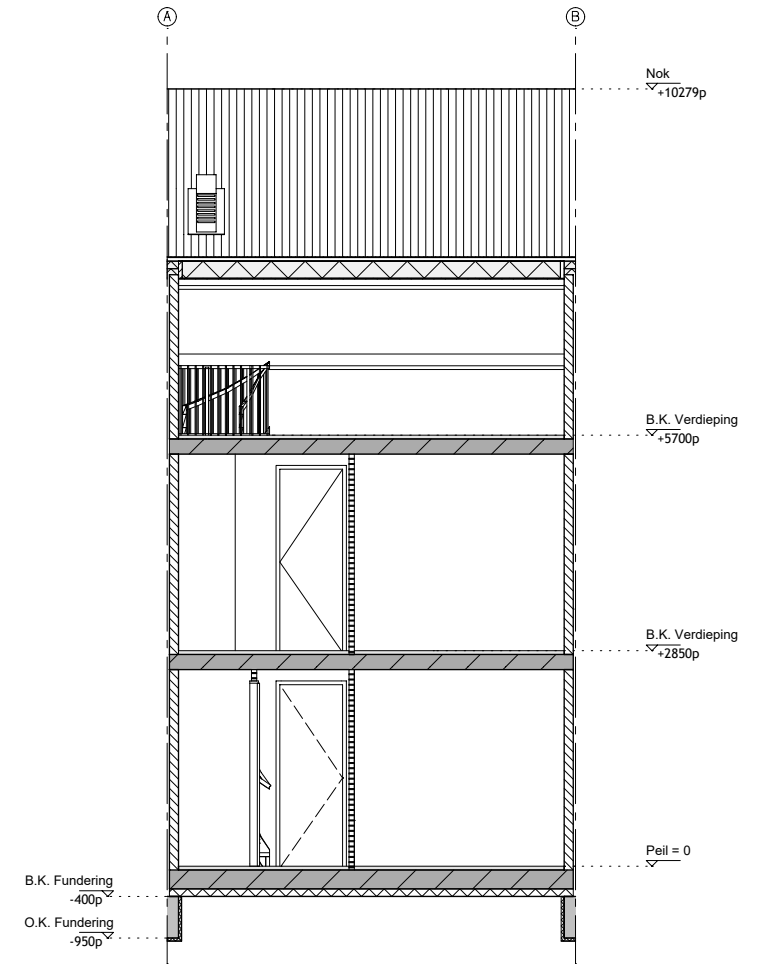 A
B
Nok
+10279p
B.K. Verdieping
+5700p
B.K. Verdieping
+2850p
Peil = 0
B.K. Fundering
-400p
O.K. Fundering
-950p